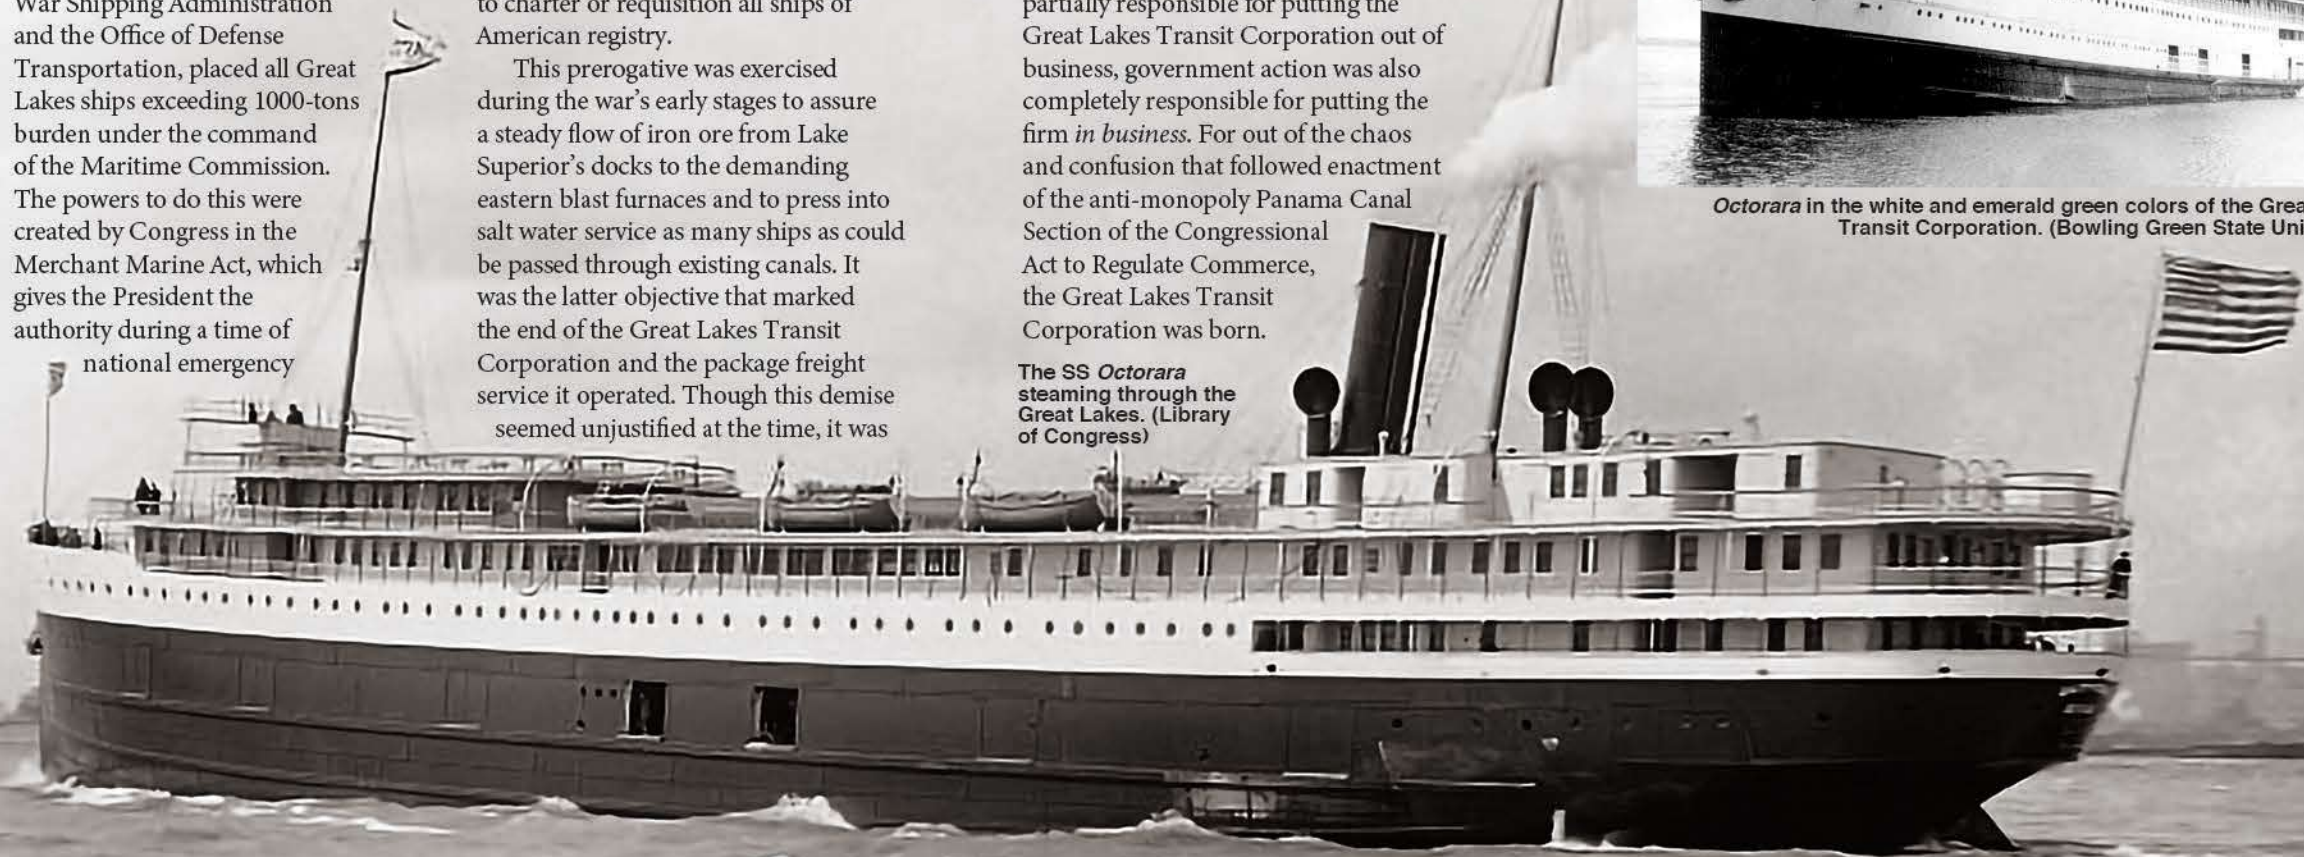 War Shipping Administration
and the Office of Defense
Transportation, placed all Great
Lakes ships exceeding 1000-tons
burden under the command
of the Maritime Commission.
The powers to do this were
created by Congress in the
Merchant Marine Act, which
gives the President the
authority during a time of
national emergency
to charter or requisition all ships of
American registry.
This prerogative was exercised
during the war’s early stages to assure
a steady flow of iron ore from Lake
Superior’s docks to the demanding
eastern blast furnaces and to press into
salt water service as many ships as could
be passed through existing canals. It
was the latter objective that marked
the end of the Great Lakes Transit
Corporation and the package freight
service it operated. Though this demise
seemed unjustified at the time, it was
partially responsible for putting the
Great Lakes Transit Corporation out of
business, government action was also
completely responsible for putting the
firm in business. For out of the chaos
and confusion that followed enactment
of the anti-monopoly Panama Canal
Section of the Congressional
Act to Regulate Commerce,
the Great Lakes Transit
Corporation was born.
The SS Octorara
steaming through the
Great Lakes. (Library
of Congress)
Octorara in the white and emerald green colors of the Grea
Transit Corporation. (Bowling Green State Uni